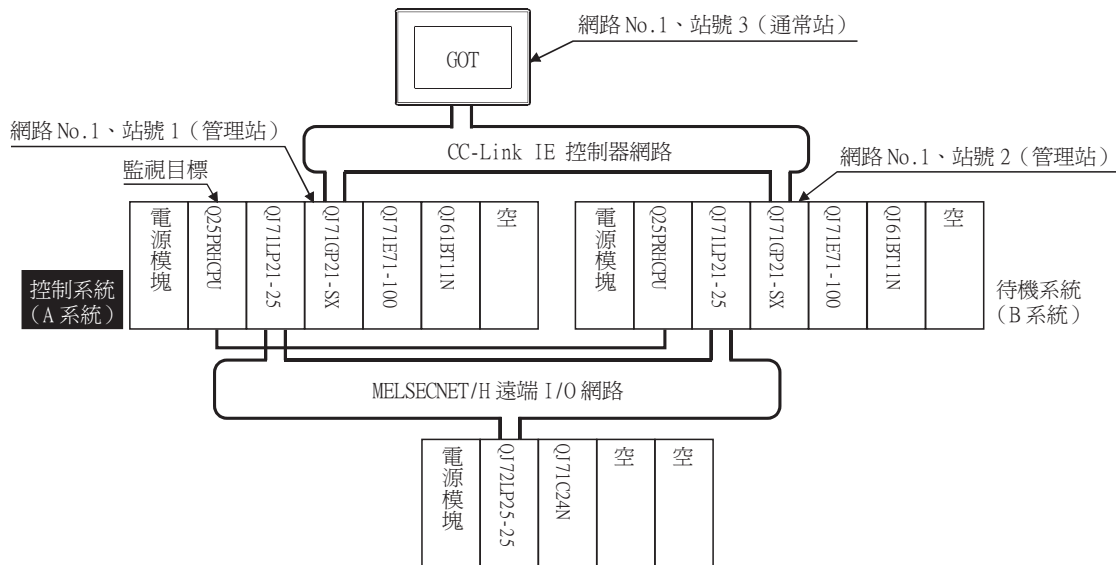 網路 No.1、站號 3（通常站）
GOT
網路 No.1、站號 1（管理站）
CC-Link IE 控制器網路
網路 No.1、站號 2（管理站）
監視目標
電源模塊
Q25PRHCPU
QJ71LP21-25
QJ71GP21-SX
QJ71E71-100
QJ61BT11N
空
電源模塊
Q25PRHCPU
QJ71LP21-25
QJ71GP21-SX
QJ71E71-100
QJ61BT11N
空
控制系統
（A 系統）
待機系統
（B 系統）
MELSECNET/H 遠端 I/O 網路
電源模塊
QJ72LP25-25
QJ71C24N
空
空